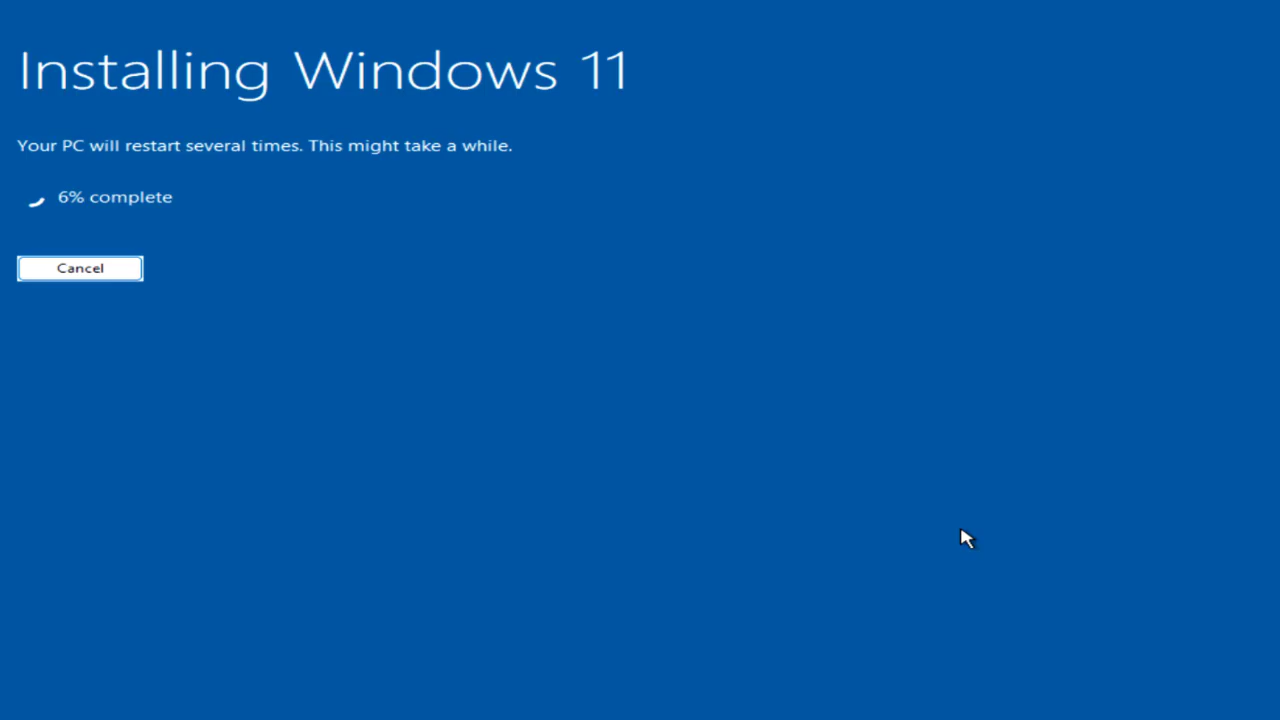 Installing Windows 11
Your PC will restart several times. This might take a while.
6% complete
Cancel